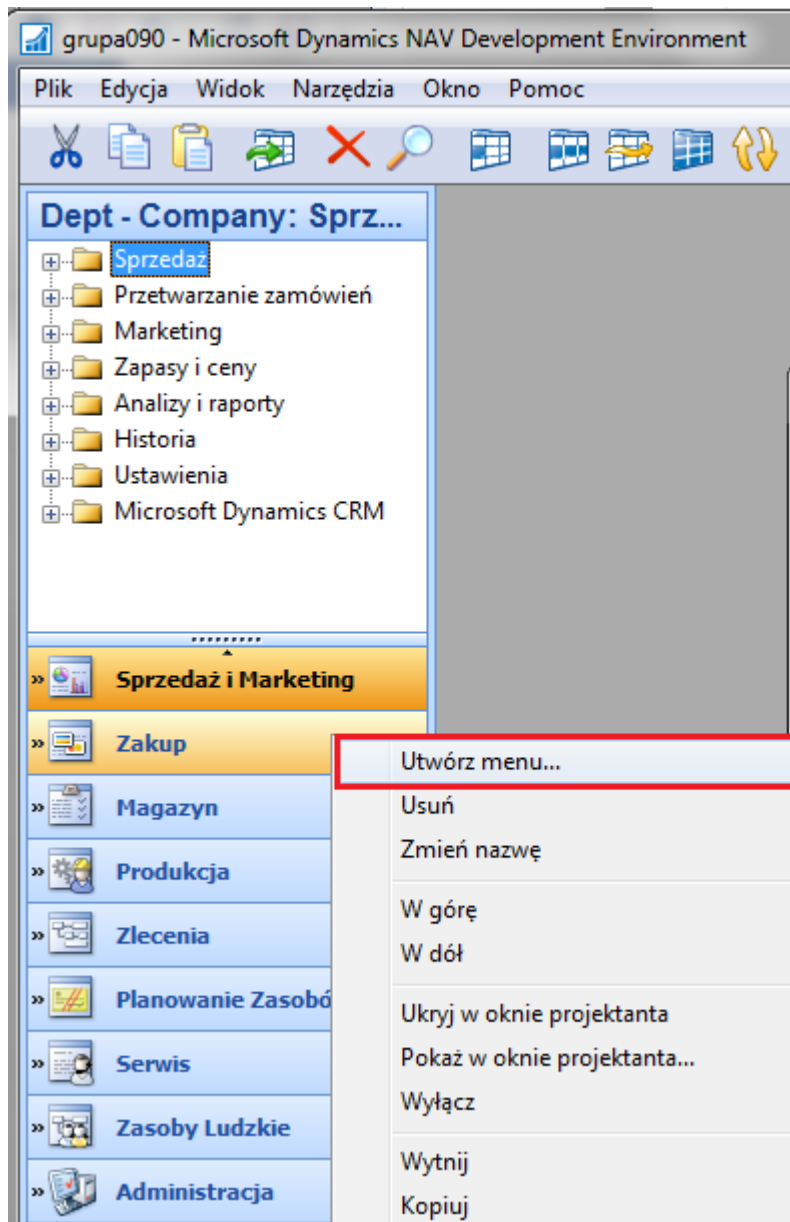 grupa090 - Microsoft Dynamics NAV Development Environment
Plik Edycja Widok Narzędzia Okno Pomoc
Dept - Company: Sprz...
Sprzedaż
Przetwarzanie zamówień
Marketing
Zapasy i ceny
Analizy i raporty
Historia
Ustawienia
Microsoft Dynamics CRM
Sprzedaż i Marketing
Zakup
Magazyn
Produkcja
Zlecenia
Planowanie Zasobó
Serwis
Zasoby Ludzkie
Administracja
Utwórz menu...
Usuń
Zmień nazwę
W górę
W dół
Ukryj w oknie projektanta
Pokaż w oknie projektanta...
Wyłącz
Wytnij
Kopiuj